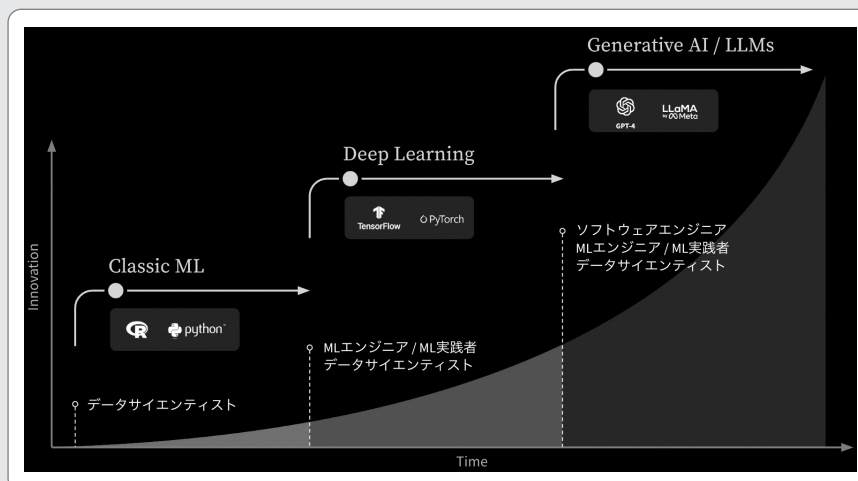 Generative AI / LLMs
GPT-4
LLaMA
by Meta
Deep Learning
TensorFlow
PyTorch
ソフトウェアエンジニア
MLエンジニア / ML実践者
データサイエンティスト
Classic ML
R
python™
MLエンジニア / ML実践者
データサイエンティスト
データサイエンティスト
Innovation
Time